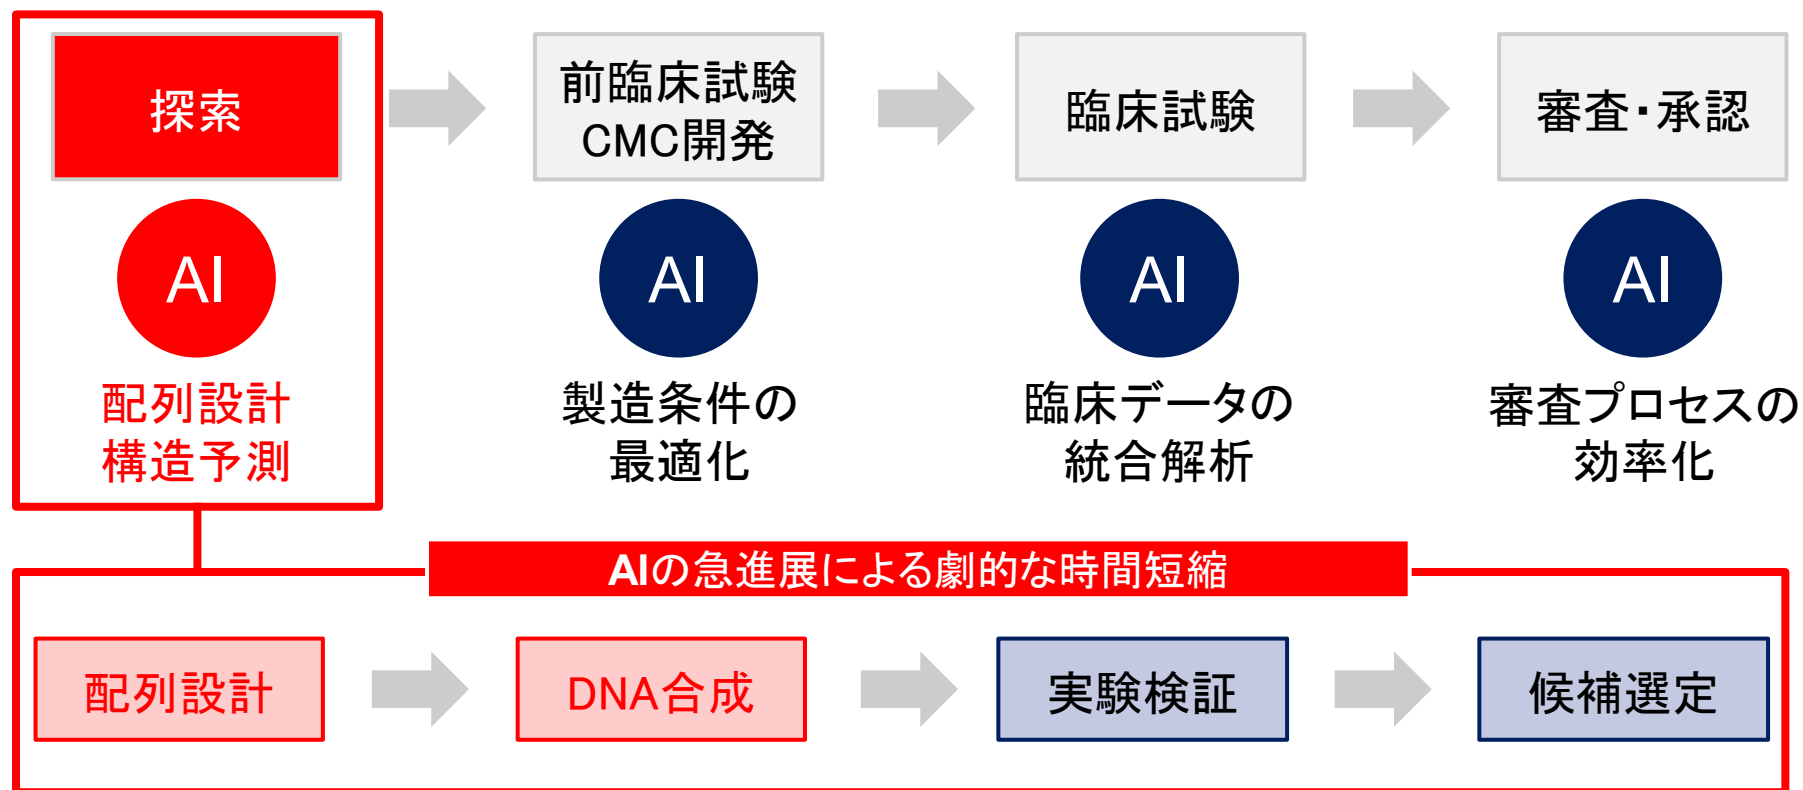 探索
前臨床試験
CMC開発
臨床試験
審査・承認
AI
AI
AI
AI
配列設計
構造予測
製造条件の
最適化
臨床データの
統合解析
審査プロセスの
効率化
AIの急進展による劇的な時間短縮
配列設計
DNA合成
実験検証
候補選定